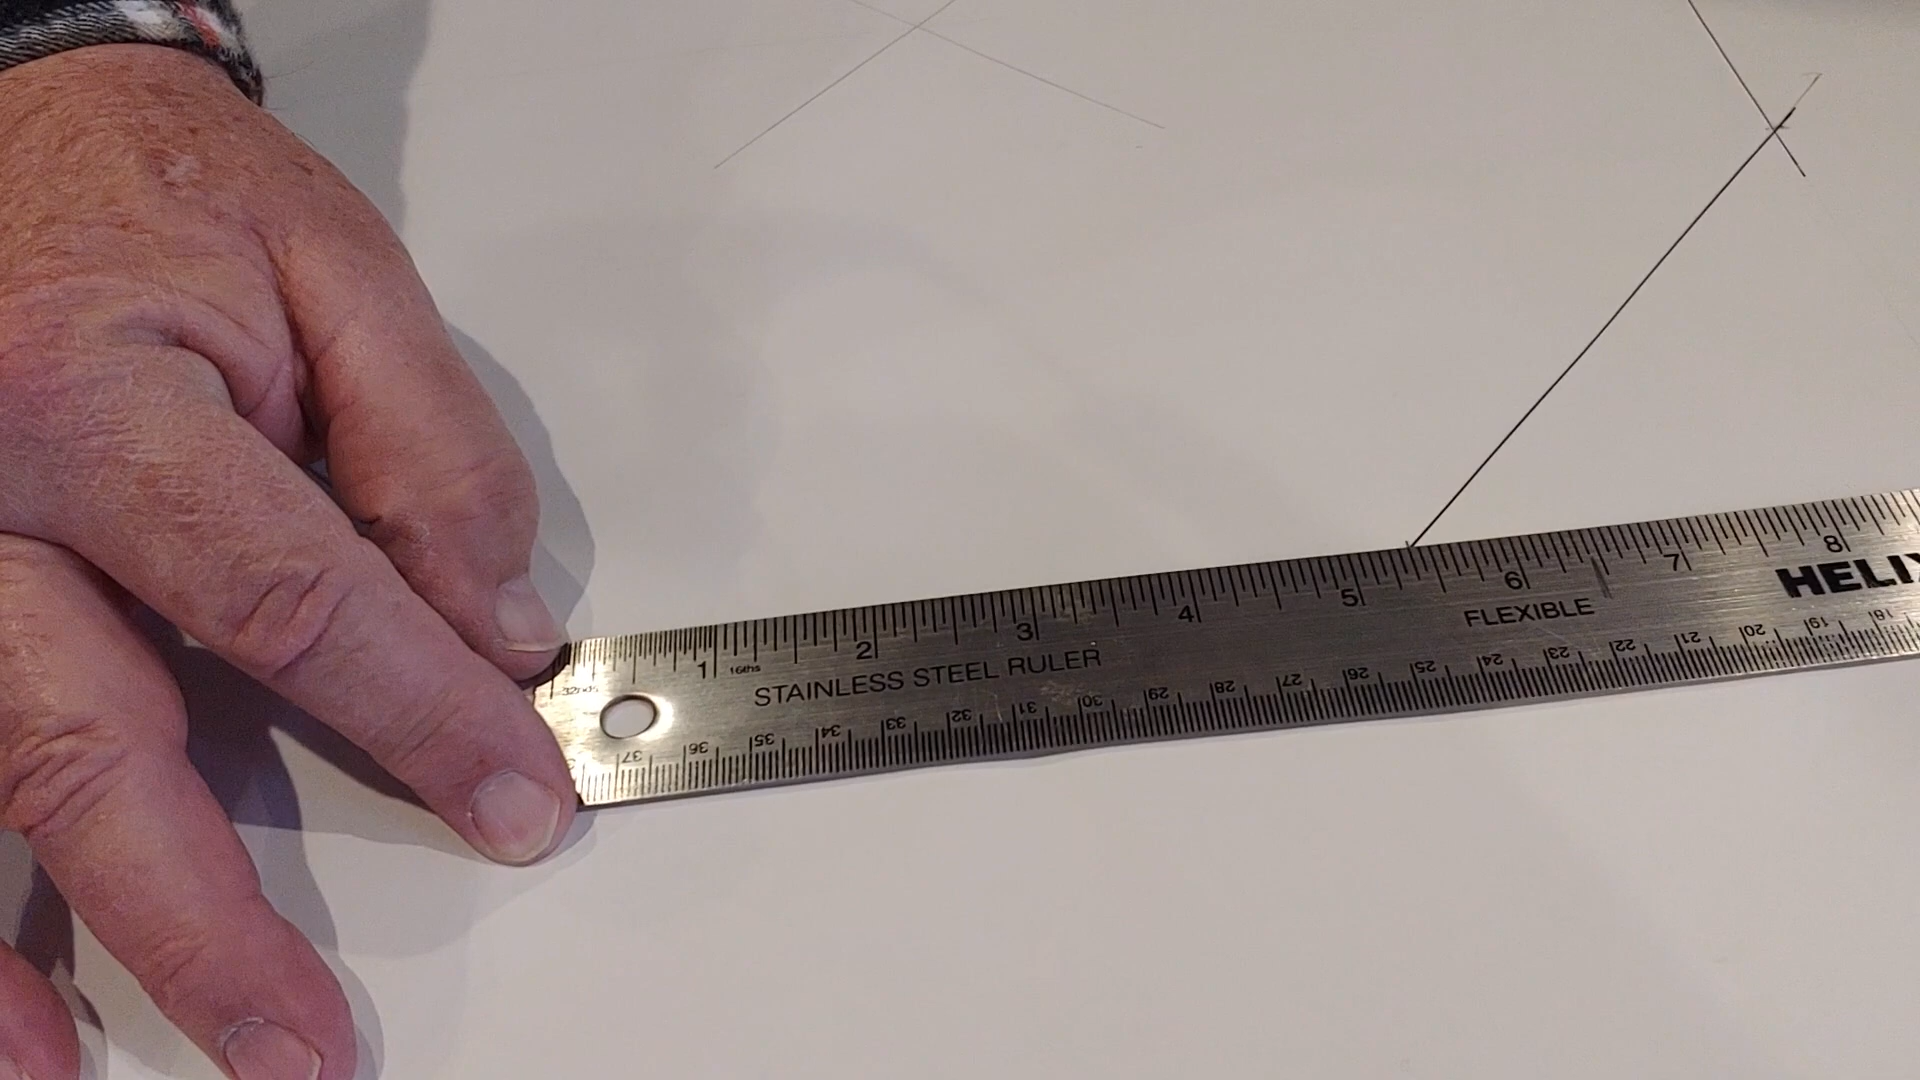 1 2 3 4 5 6 7 8
32nds 16ths
STAINLESS STEEL RULER
FLEXIBLE
HELIX
37 36 35 34 33 32 31 30 29 28 27 26 25 24 23 22 21 20 19 18